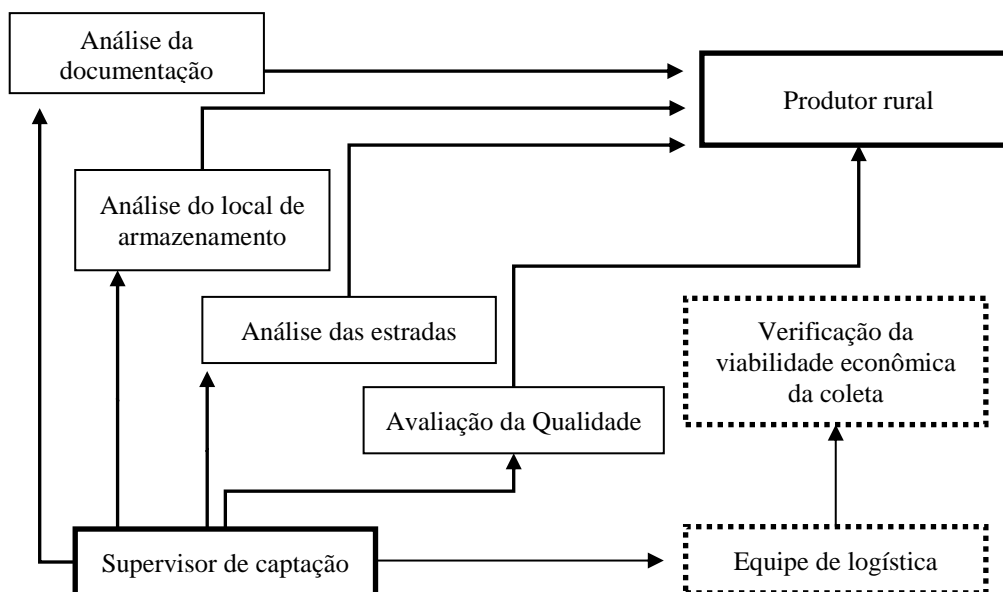 Análise da
documentação
Produtor rural
Análise do local de
armazenamento
Análise das estradas
Verificação da
viabilidade econômica
da coleta
Avaliação da Qualidade
Supervisor de captação
Equipe de logística